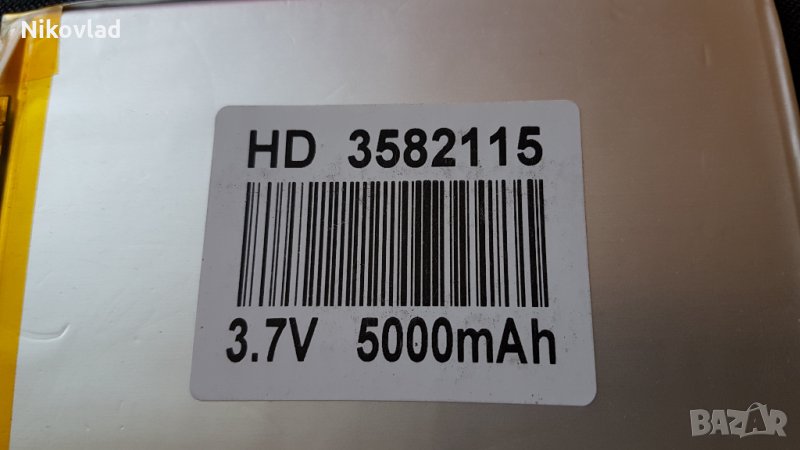 Nikovlad
HD 3582115
3.7V 5000mAh
BAZAR